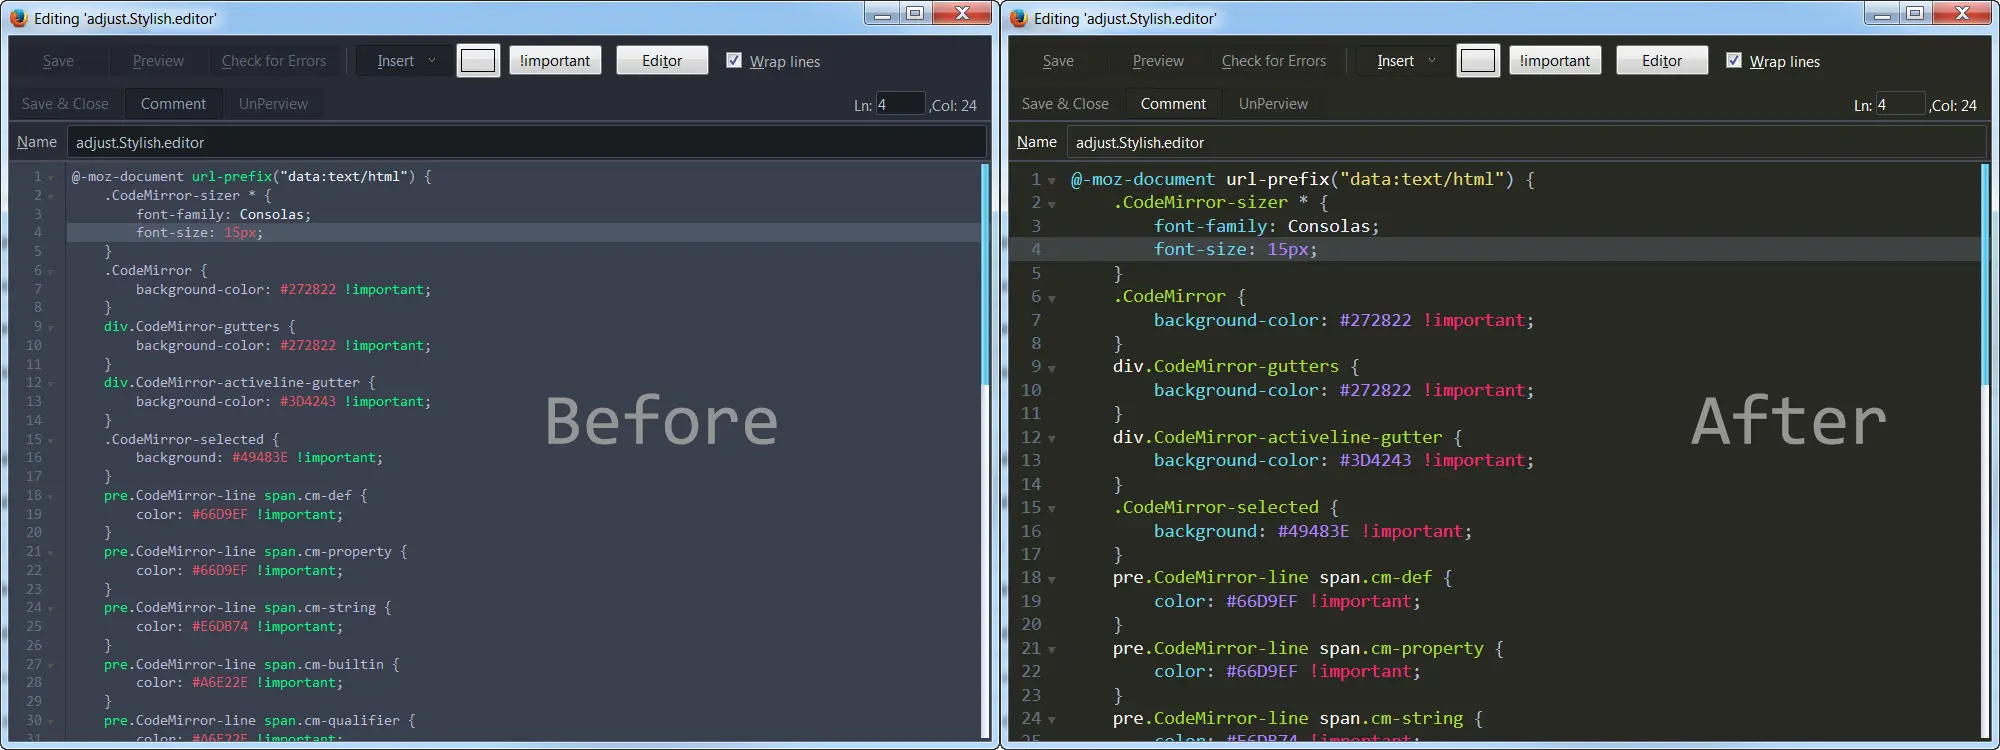 Editing 'adjust.Stylish.editor'
Save Preview Check for Errors Insert !important Editor Wrap lines
Save & Close Comment UnPerview Ln: 4 ,Col: 24
Name adjust.Stylish.editor
1 @-moz-document url-prefix("data:text/html") {
2 .CodeMirror-sizer * {
3 font-family: Consolas;
4 font-size: 15px;
5 }
6 .CodeMirror {
7 background-color: #272822 !important;
8 }
9 div.CodeMirror-gutters {
10 background-color: #272822 !important;
11 }
12 div.CodeMirror-activeline-gutter {
13 background-color: #3D4243 !important;
14 }
15 .CodeMirror-selected {
16 background: #49483E !important;
17 }
18 pre.CodeMirror-line span.cm-def {
19 color: #66D9EF !important;
20 }
21 pre.CodeMirror-line span.cm-property {
22 color: #66D9EF !important;
23 }
24 pre.CodeMirror-line span.cm-string {
25 color: #E6DB74 !important;
26 }
27 pre.CodeMirror-line span.cm-builtin {
28 color: #A6E22E !important;
29 }
30 pre.CodeMirror-line span.cm-qualifier {
31 color: #A6E22E !important;
Before
Editing 'adjust.Stylish.editor'
Save Preview Check for Errors Insert !important Editor Wrap lines
Save & Close Comment UnPerview Ln: 4 ,Col: 24
Name adjust.Stylish.editor
1 @-moz-document url-prefix("data:text/html") {
2 .CodeMirror-sizer * {
3 font-family: Consolas;
4 font-size: 15px;
5 }
6 .CodeMirror {
7 background-color: #272822 !important;
8 }
9 div.CodeMirror-gutters {
10 background-color: #272822 !important;
11 }
12 div.CodeMirror-activeline-gutter {
13 background-color: #3D4243 !important;
14 }
15 .CodeMirror-selected {
16 background: #49483E !important;
17 }
18 pre.CodeMirror-line span.cm-def {
19 color: #66D9EF !important;
20 }
21 pre.CodeMirror-line span.cm-property {
22 color: #66D9EF !important;
23 }
24 pre.CodeMirror-line span.cm-string {
25 color: #E6DB74 !important;
After